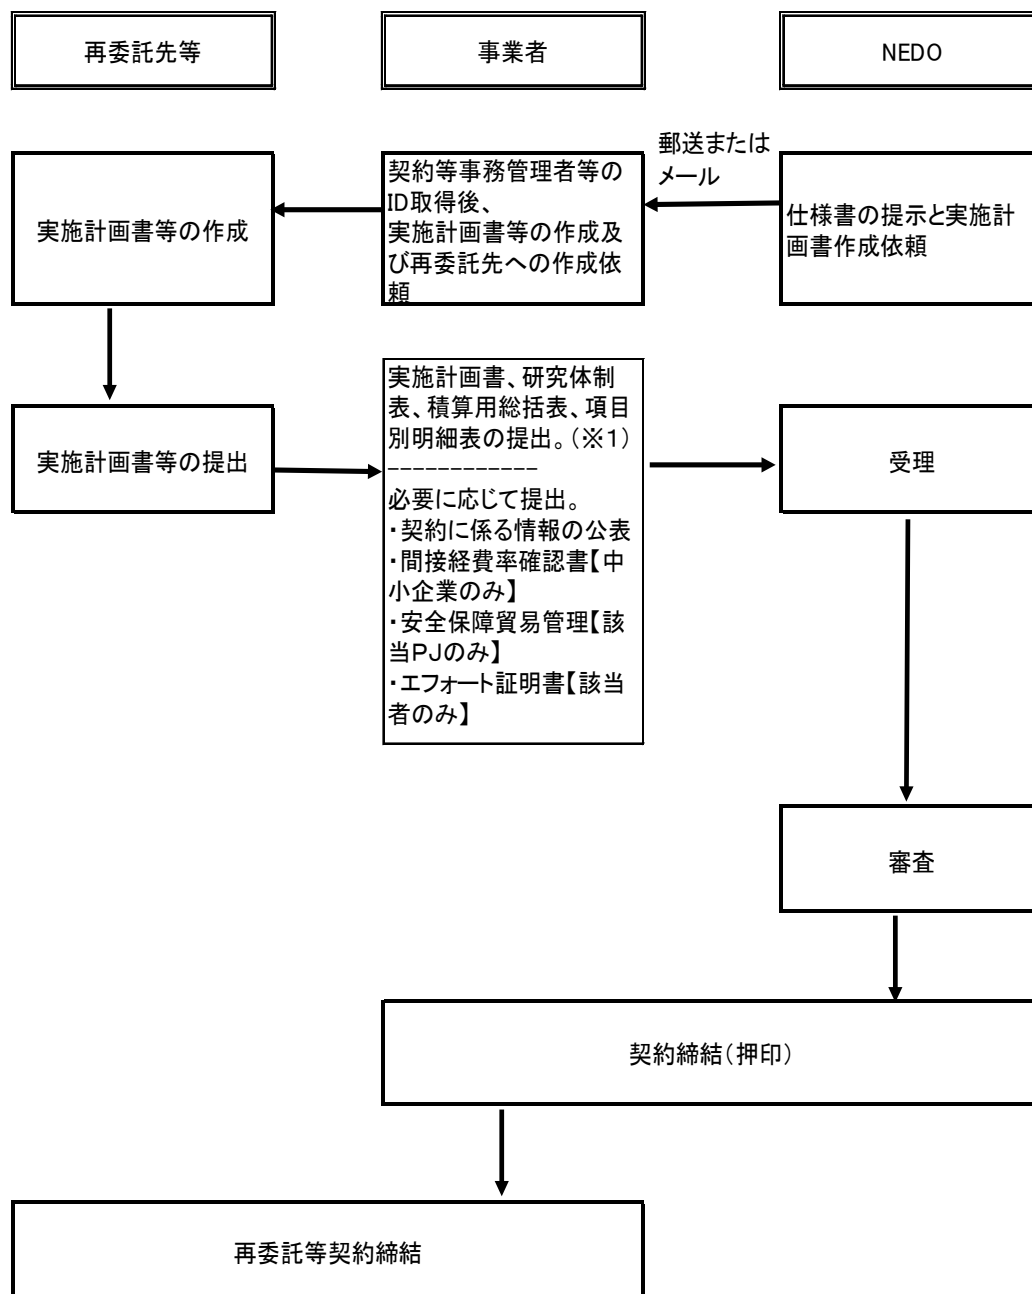 再委託先等
事業者
NEDO
郵送または
メール
実施計画書等の作成
契約等事務管理者等の
ID取得後、
実施計画書等の作成及
び再委託先への作成依
頼
仕様書の提示と実施計
画書作成依頼
実施計画書等の提出
実施計画書、研究体制
表、積算用総括表、項目
別明細表の提出。(※1)
------------
必要に応じて提出。
・契約に係る情報の公表
・間接経費率確認書【中
小企業のみ】
・安全保障貿易管理【該
当PJのみ】
・エフォート証明書【該当
者のみ】
受理
審査
契約締結(押印)
再委託等契約締結